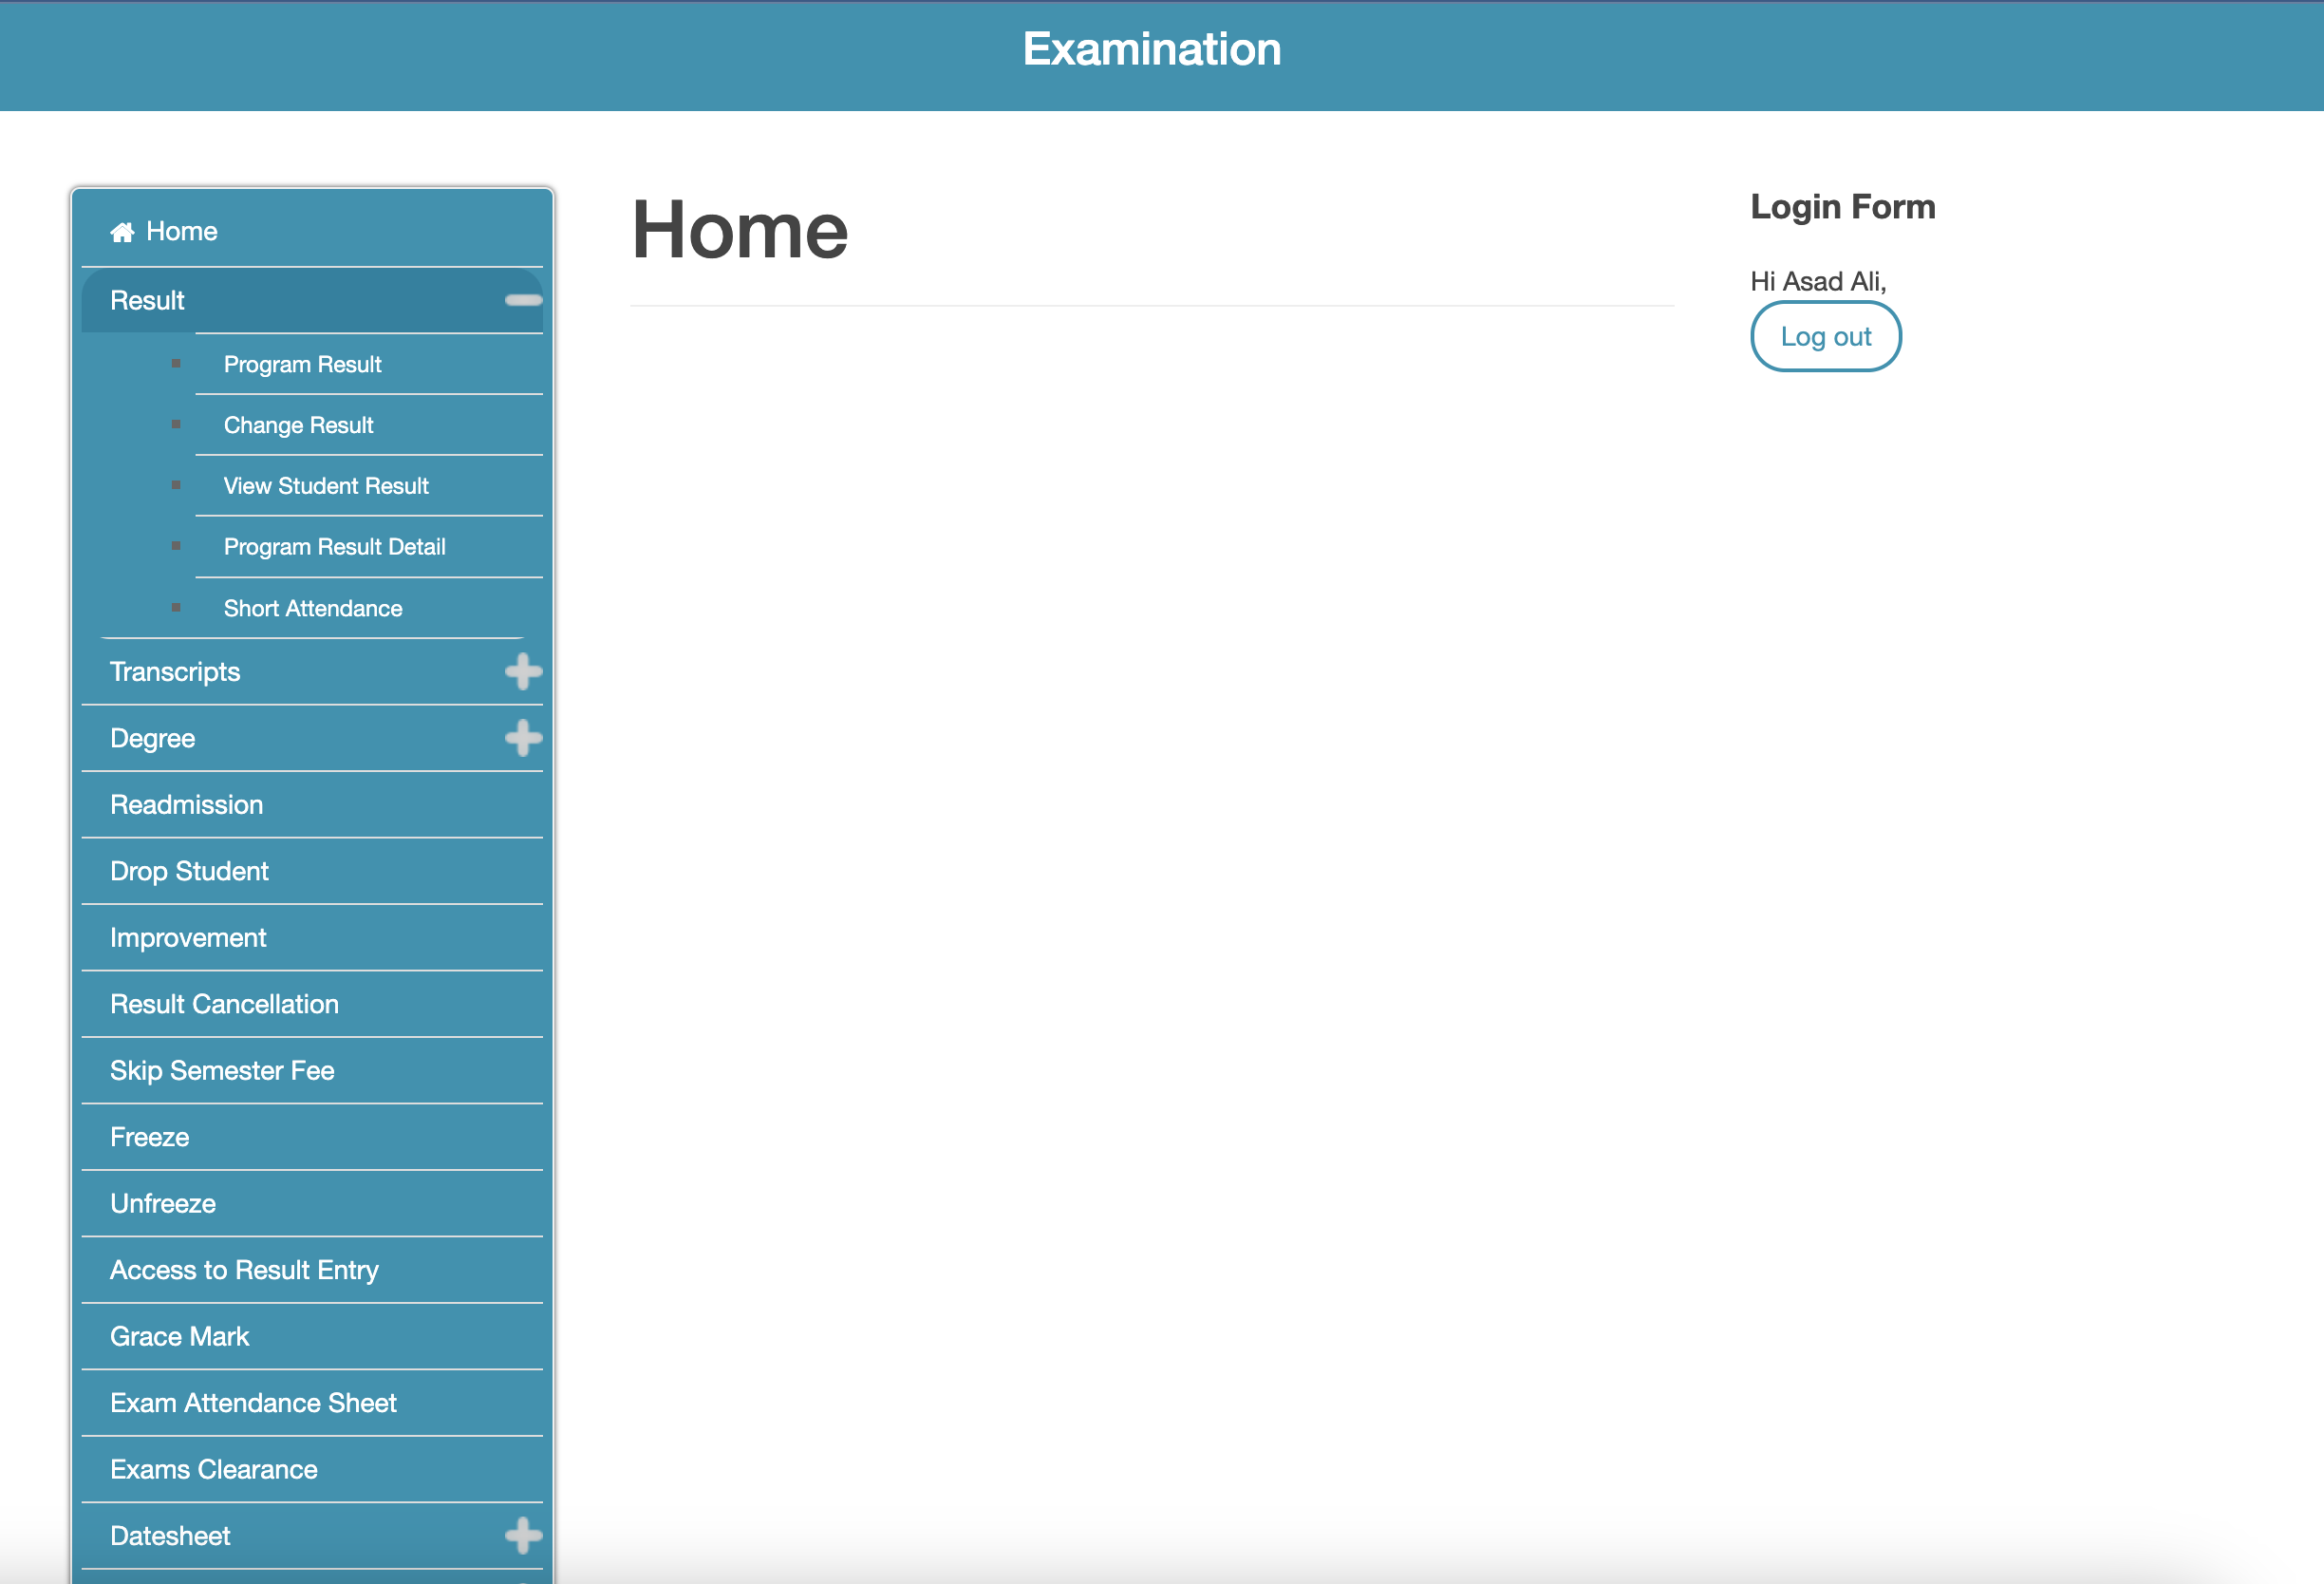 Examination
Home
Result
Program Result
Change Result
View Student Result
Program Result Detail
Short Attendance
Transcripts
Degree
Readmission
Drop Student
Improvement
Result Cancellation
Skip Semester Fee
Freeze
Unfreeze
Access to Result Entry
Grace Mark
Exam Attendance Sheet
Exams Clearance
Datesheet
Home
Login Form
Hi Asad Ali,
Log out